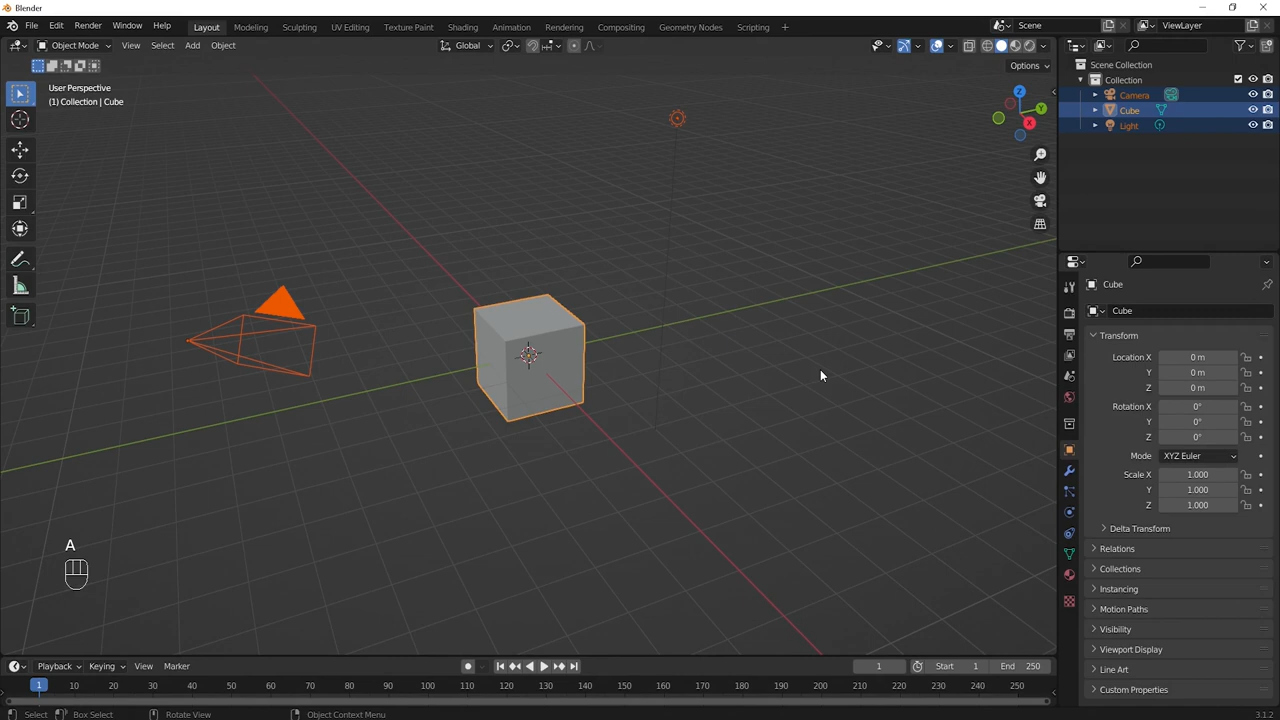 Blender
File Edit Render Window Help Layout Modeling Sculpting UV Editing Texture Paint Shading Animation Rendering Compositing Geometry Nodes Scripting + Scene ViewLayer
Object Mode View Select Add Object Global
Options
User Perspective
(1) Collection | Cube
Z
Y
X
A
Scene Collection
Collection
Camera
Cube
Light
Cube
Cube
Transform
Location X 0 m
Y 0 m
Z 0 m
Rotation X 0°
Y 0°
Z 0°
Mode XYZ Euler
Scale X 1.000
Y 1.000
Z 1.000
Delta Transform
Relations
Collections
Instancing
Motion Paths
Visibility
Viewport Display
Line Art
Custom Properties
Playback Keying View Marker 1 Start 1 End 250
1 10 20 30 40 50 60 70 80 90 100 110 120 130 140 150 160 170 180 190 200 210 220 230 240 250
Select Box Select Rotate View Object Context Menu 3.1.2